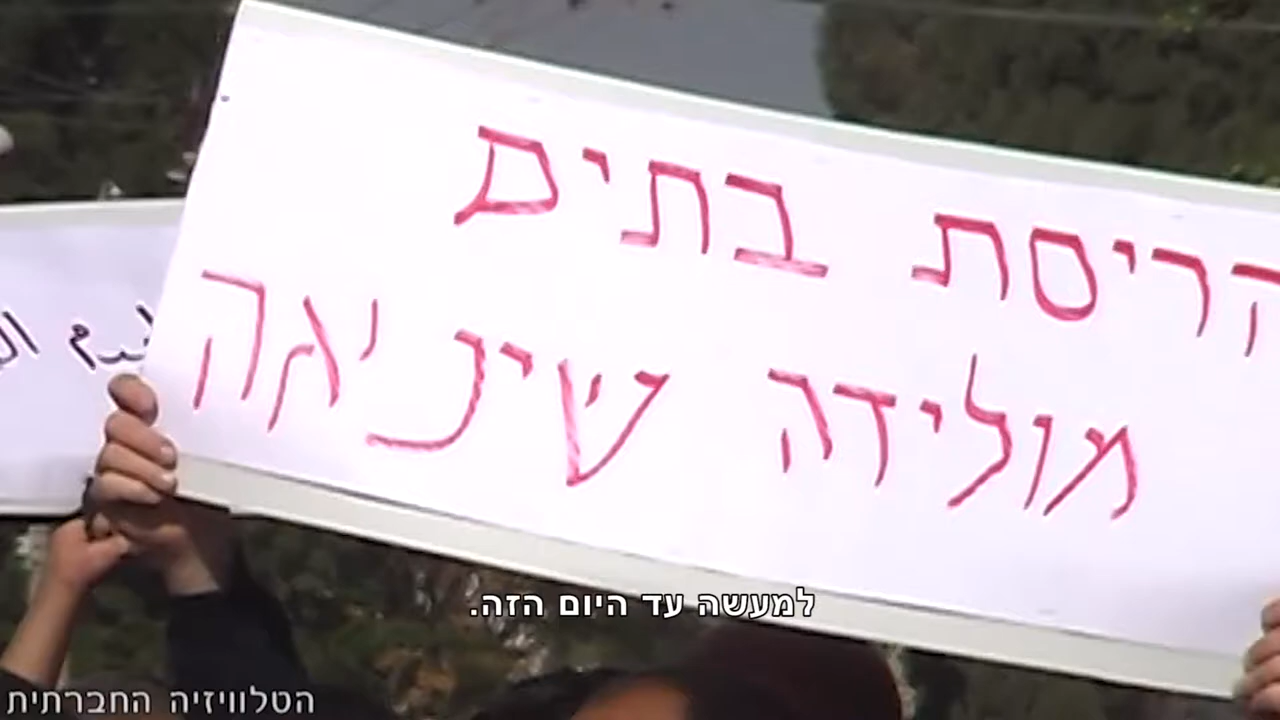 הריסת בתים
מולידה שינאה
למעשה עד היום הזה.
הטלוויזיה החברתית